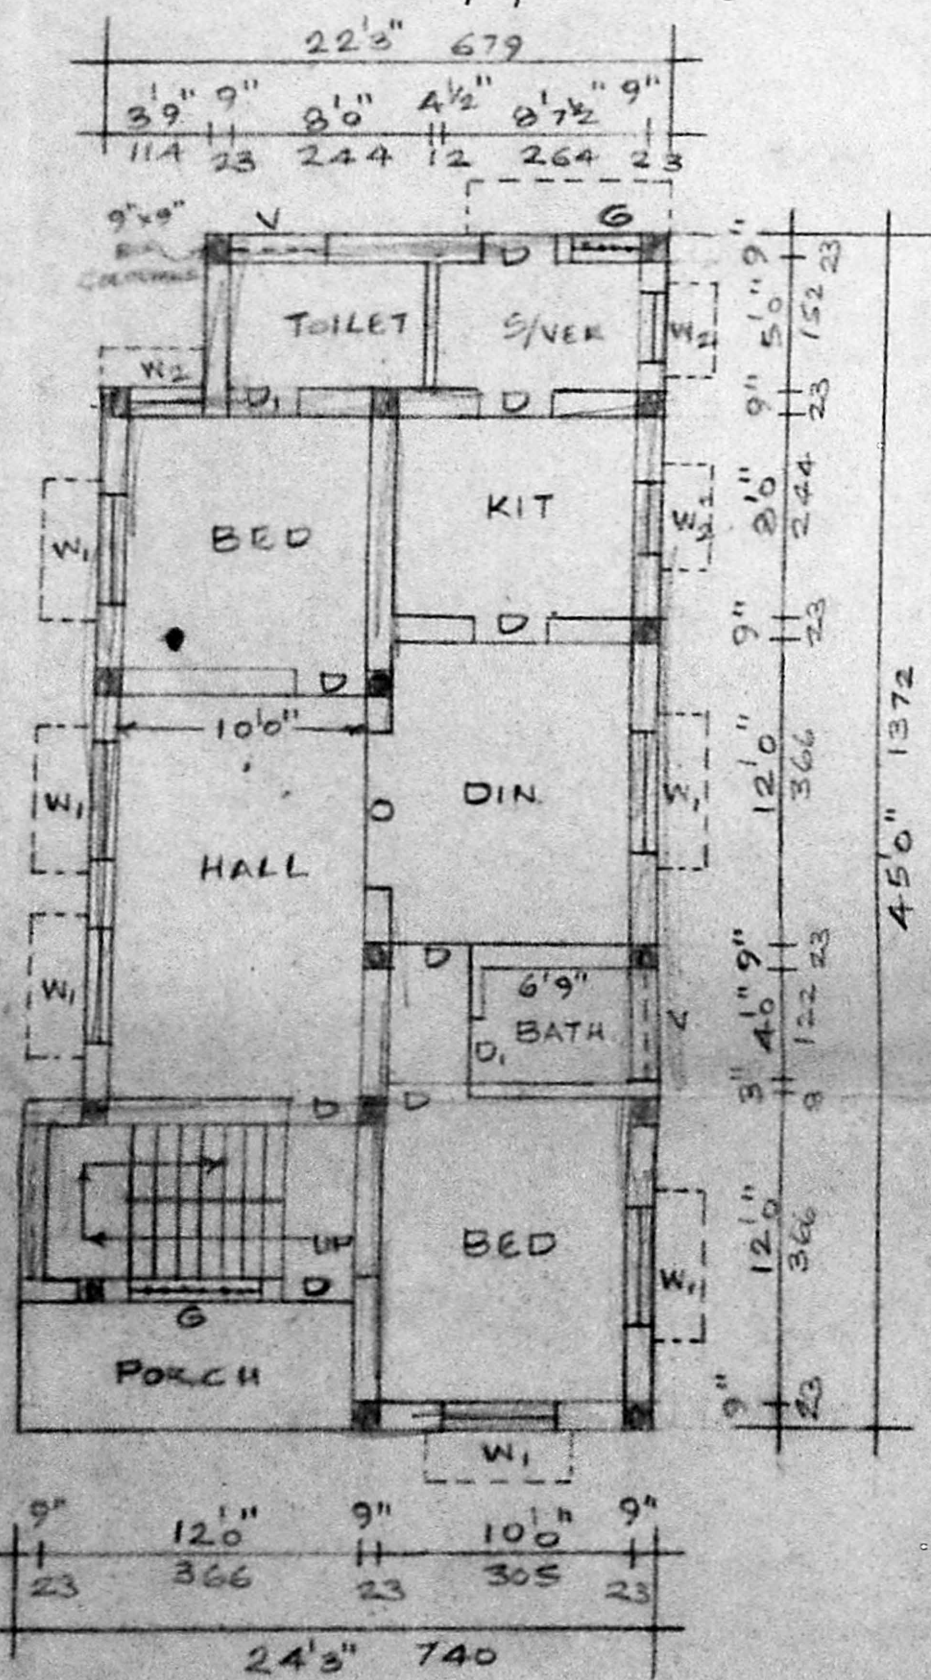 22'3" 679
3'9" 9" 8'0" 4½" 8'7½" 9"
114 23 244 12 264 23
9"x9"
V G
D
TOILET S/VER W2
W2
D1 D
9" 23
5'0" 152
9" 23
W1 BED KIT W2
8'0" 244
D
9" 23
D
10'0"
W1 HALL O DIN W1
12'0" 366
45'0" 1372
W1
D
9" 23
6'9"
BATH V
D1
4'0" 122
D D
3" 8
UP
BED W1
12'0" 366
D
G
PORCH
9" 23
W1
9" 12'0" 9" 10'0" 9"
23 366 23 305 23
24'3" 740